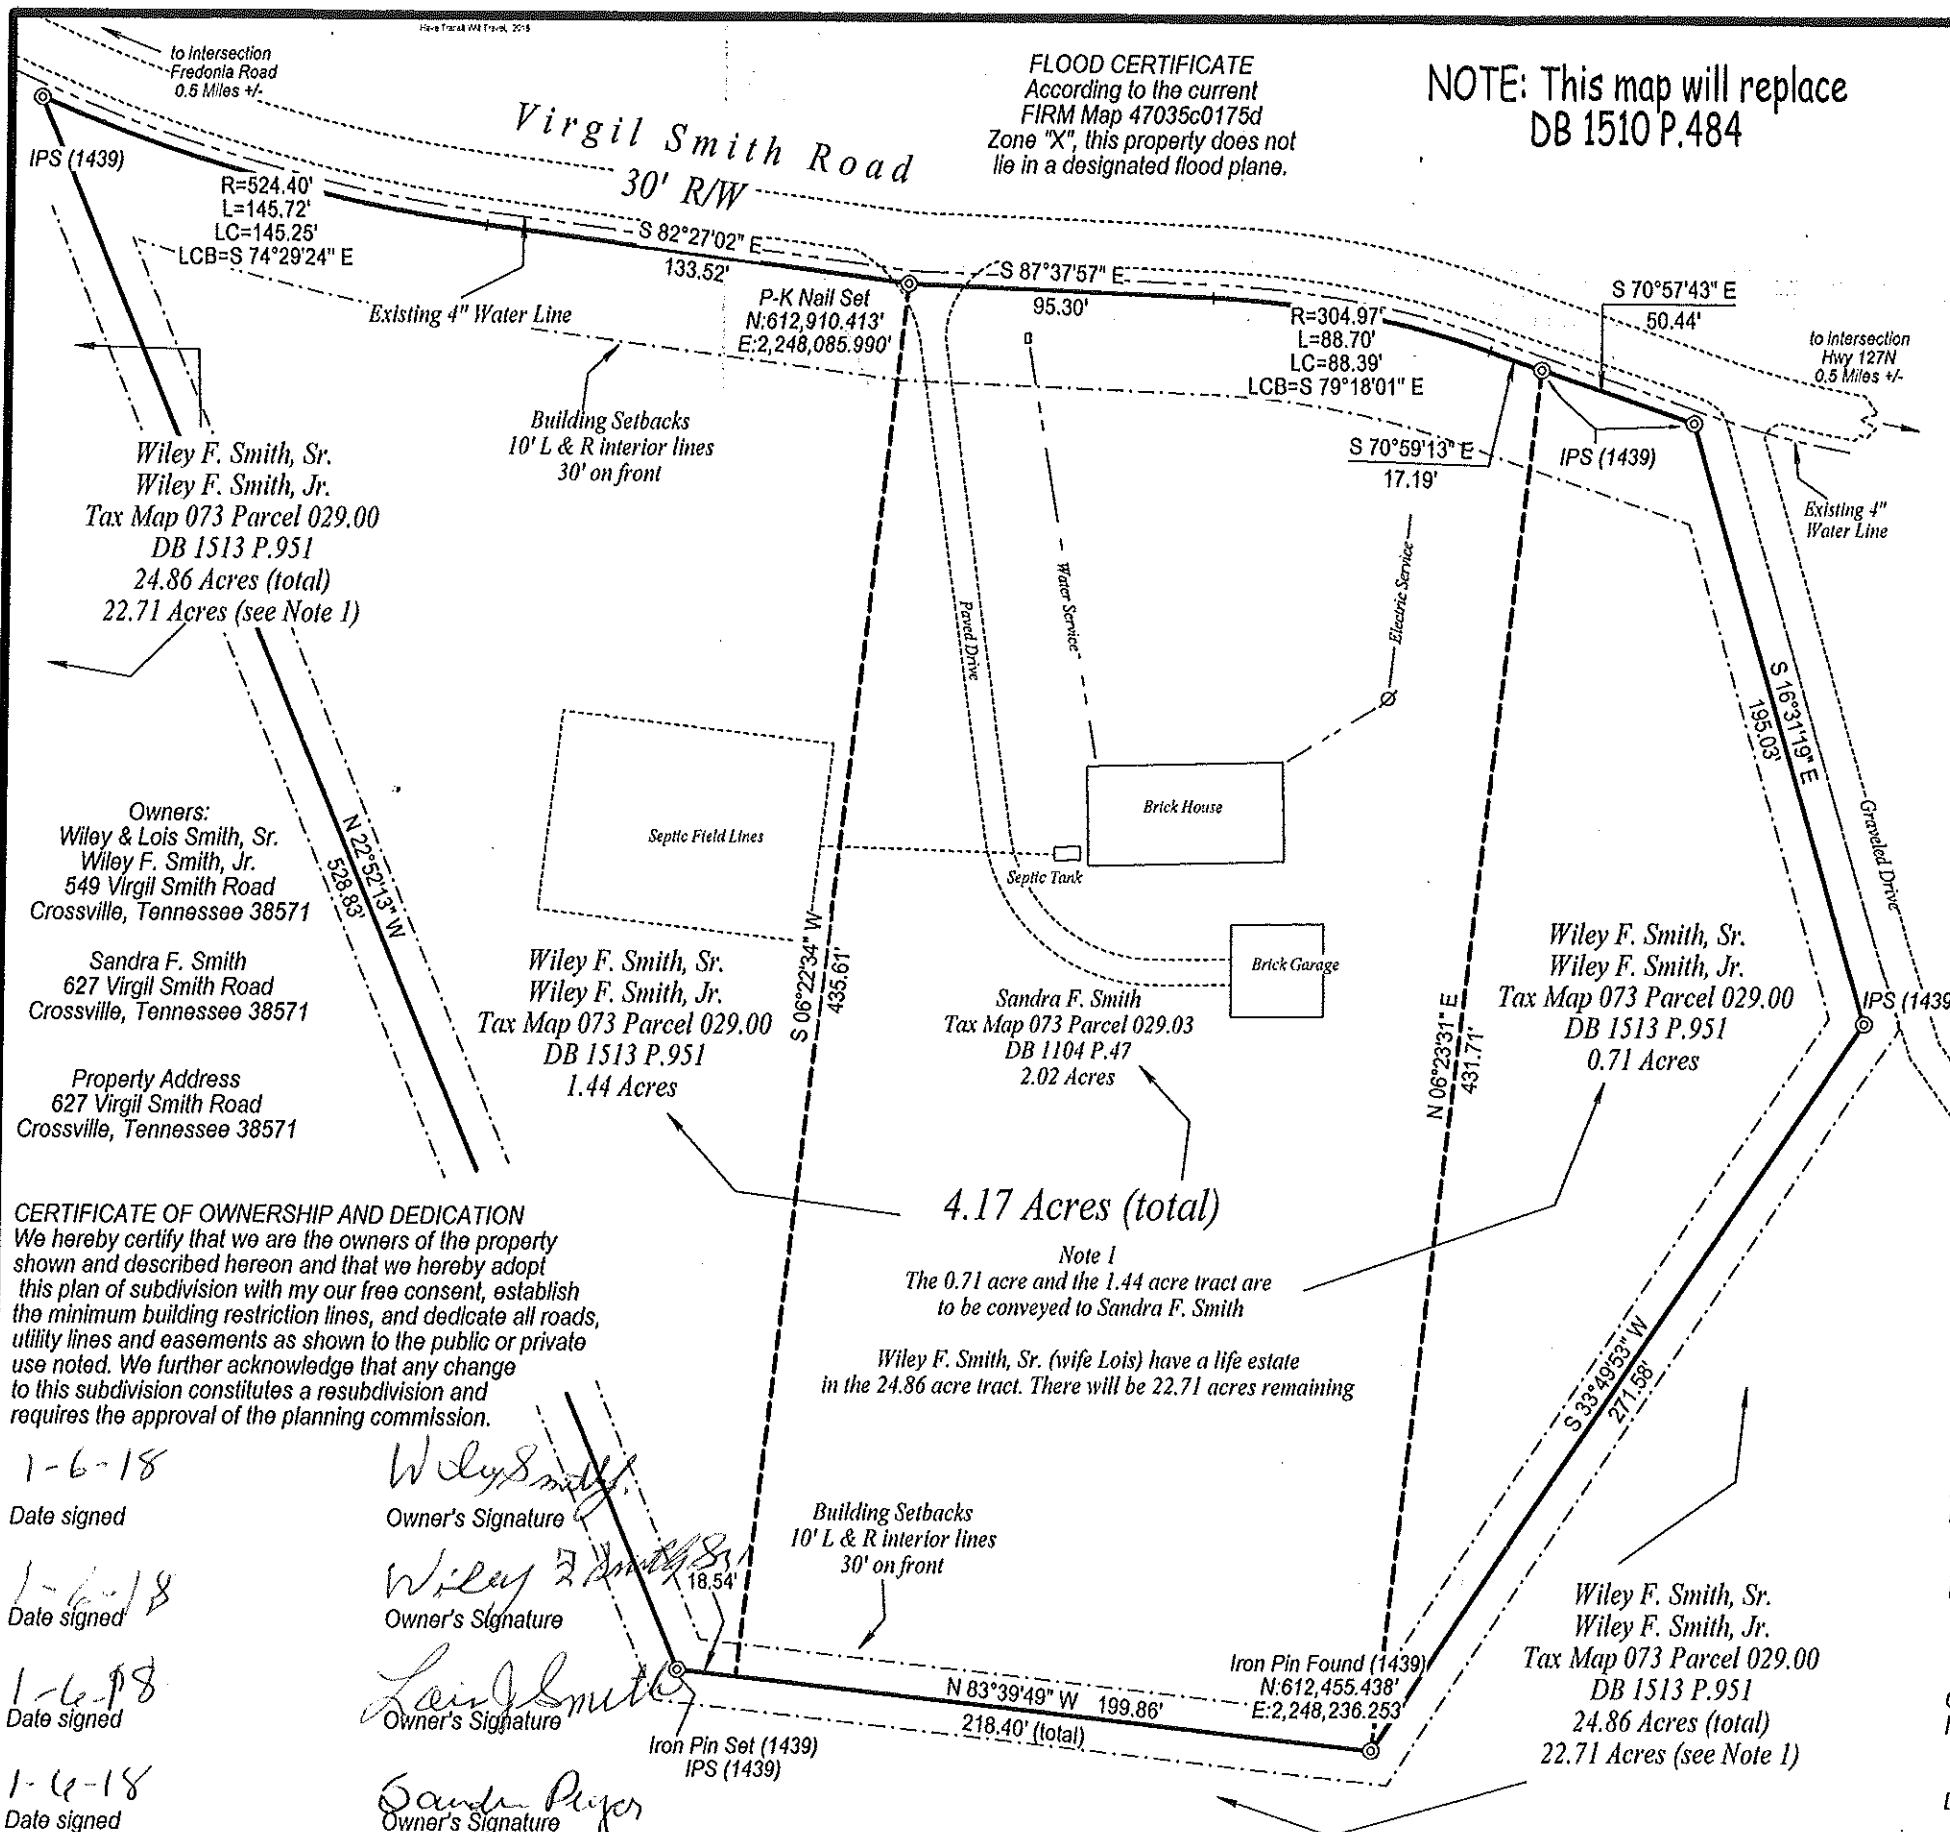 Have Transit Will Travel, 2015
to intersection
Fredonia Road
0.5 Miles +/-
FLOOD CERTIFICATE
According to the current
FIRM Map 47035c0175d
Zone "X", this property does not
lie in a designated flood plane.
NOTE: This map will replace
DB 1510 P.484
Virgil Smith Road
30' R/W
IPS (1439)
R=524.40'
L=145.72'
LC=145.25'
LCB=S 74°29'24" E
S 82°27'02" E
133.52'
Existing 4" Water Line
P-K Nail Set
N:612,910.413'
E:2,248,085.990'
S 87°37'57" E
95.30'
R=304.97'
L=88.70'
LC=88.39'
LCB=S 79°18'01" E
S 70°57'43" E
50.44'
to intersection
Hwy 127N
0.5 Miles +/-
Building Setbacks
10' L & R interior lines
30' on front
S 70°59'13" E
17.19'
IPS (1439)
Existing 4"
Water Line
Wiley F. Smith, Sr.
Wiley F. Smith, Jr.
Tax Map 073 Parcel 029.00
DB 1513 P.951
24.86 Acres (total)
22.71 Acres (see Note 1)
Water Service
Electric Service
Paved Drive
S 16°31'19" E
195.03'
Graveled Drive
Owners:
Wiley & Lois Smith, Sr.
Wiley F. Smith, Jr.
549 Virgil Smith Road
Crossville, Tennessee 38571
N 22°52'13" W
528.83'
Septic Field Lines
Brick House
Septic Tank
Sandra F. Smith
627 Virgil Smith Road
Crossville, Tennessee 38571
S 06°22'34" W
435.61'
Brick Garage
Wiley F. Smith, Sr.
Wiley F. Smith, Jr.
Tax Map 073 Parcel 029.00
DB 1513 P.951
1.44 Acres
Sandra F. Smith
Tax Map 073 Parcel 029.03
DB 1104 P.47
2.02 Acres
N 06°23'31" E
431.71'
Wiley F. Smith, Sr.
Wiley F. Smith, Jr.
Tax Map 073 Parcel 029.00
DB 1513 P.951
0.71 Acres
IPS (1439
Property Address
627 Virgil Smith Road
Crossville, Tennessee 38571
4.17 Acres (total)
Note 1
The 0.71 acre and the 1.44 acre tract are
to be conveyed to Sandra F. Smith
Wiley F. Smith, Sr. (wife Lois) have a life estate
in the 24.86 acre tract. There will be 22.71 acres remaining
CERTIFICATE OF OWNERSHIP AND DEDICATION
We hereby certify that we are the owners of the property
shown and described hereon and that we hereby adopt
this plan of subdivision with my our free consent, establish
the minimum building restriction lines, and dedicate all roads,
utility lines and easements as shown to the public or private
use noted. We further acknowledge that any change
to this subdivision constitutes a resubdivision and
requires the approval of the planning commission.
S 33°49'53" W
271.58'
1-6-18
Date signed
Wiley Smith Jr.
Owner's Signature
1-6-18
Date signed
Wiley F Smith Sr
Owner's Signature
1-6-18
Date signed
Lois J Smith
Owner's Signature
1-6-18
Date signed
Sandra
Owner's Signature
18.54'
Building Setbacks
10' L & R interior lines
30' on front
Iron Pin Set (1439)
IPS (1439)
N 83°39'49" W 199.86'
218.40' (total)
Iron Pin Found (1439)
N:612,455.438'
E:2,248,236.253'
Wiley F. Smith, Sr.
Wiley F. Smith, Jr.
Tax Map 073 Parcel 029.00
DB 1513 P.951
24.86 Acres (total)
22.71 Acres (see Note 1)